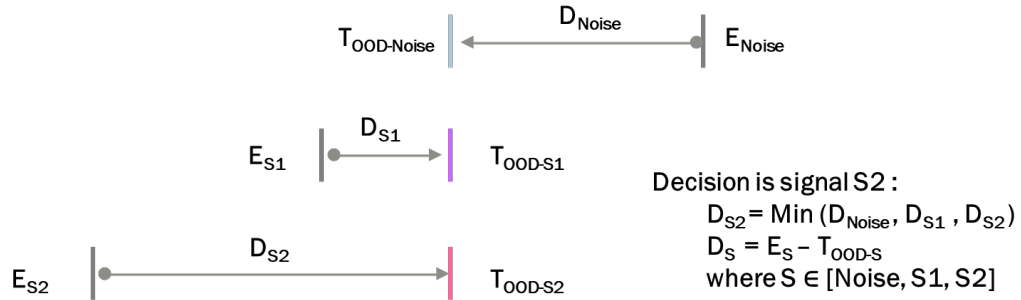 D_Noise
T_OOD-Noise E_Noise
D_S1
E_S1 T_OOD-S1
Decision is signal S2 :
D_S2 = Min (D_Noise, D_S1 , D_S2)
D_S2
D_S = E_S – T_OOD-S
E_S2 T_OOD-S2
where S ∈ [Noise, S1, S2]